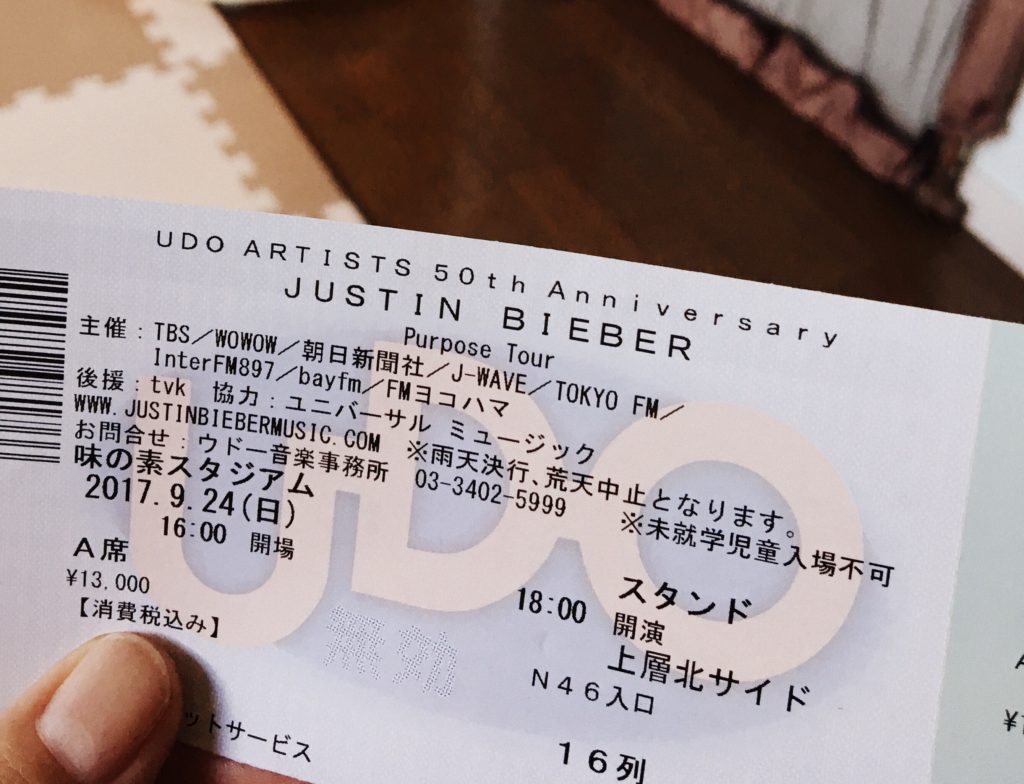 UDO ARTISTS 50th Anniversary
JUSTIN BIEBER
Purpose Tour
主催：TBS／WOWOW／朝日新聞社／J-WAVE／TOKYO FM／
InterFM897／bayfm／FMヨコハマ
後援：tvk 協力：ユニバーサル ミュージック
WWW.JUSTINBIEBERMUSIC.COM ※雨天決行、荒天中止となります。
お問合せ：ウドー音楽事務所 03-3402-5999 ※未就学児童入場不可
味の素スタジアム
2017.9.24(日)
16:00 開場
18:00 開演
A席
¥13,000
【消費税込み】
スタンド
上層北サイド
N46入口
16列
無効
UDO
ットサービス